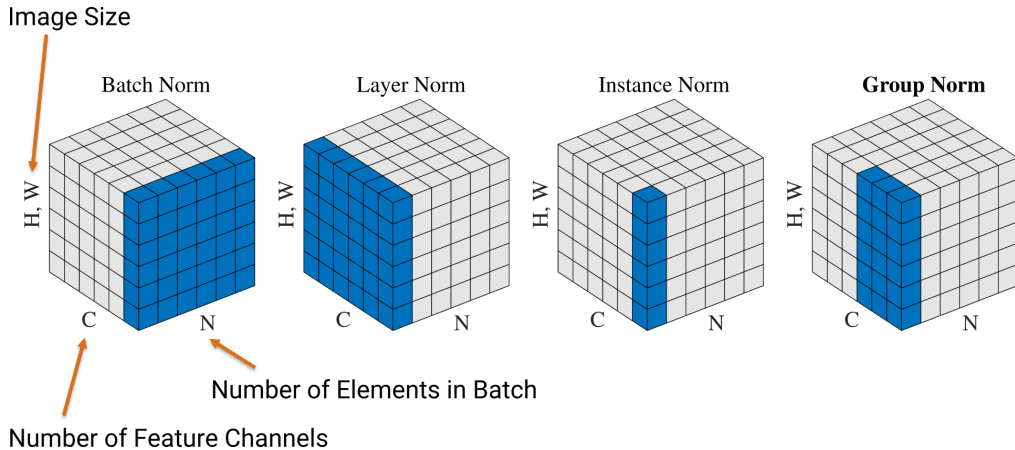 Image Size
Batch Norm
Layer Norm
Instance Norm
Group Norm
H, W
H, W
H, W
H, W
C
N
C
N
C
N
C
N
Number of Elements in Batch
Number of Feature Channels